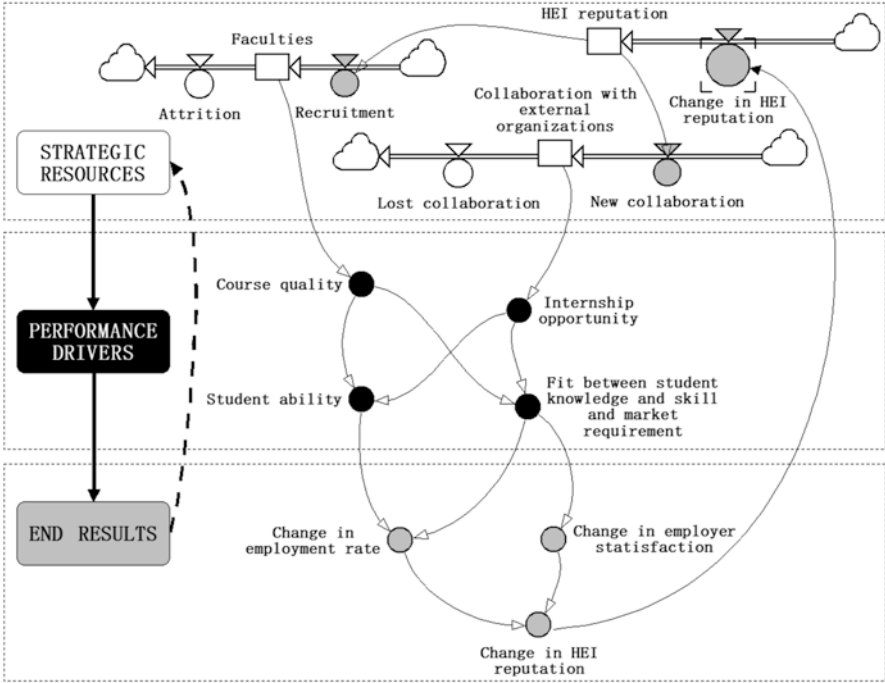 HEI reputation
Faculties
Attrition
Recruitment
Collaboration with
external
organizations
Change in HEI
reputation
STRATEGIC
RESOURCES
Lost collaboration
New collaboration
Course quality
Internship
opportunity
PERFORMANCE
DRIVERS
Student ability
Fit between student
knowledge and skill
and market
requirement
END RESULTS
Change in
employment rate
Change in employer
statisfaction
Change in HEI
reputation